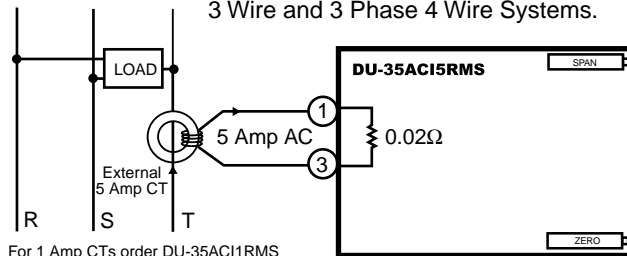 3 Wire and 3 Phase 4 Wire Systems.
LOAD
DU-35ACI5RMS
SPAN
1
5 Amp AC
0.02Ω
3
External
5 Amp CT
R
S
T
ZERO
For 1 Amp CTs order DU-35ACI1RMS